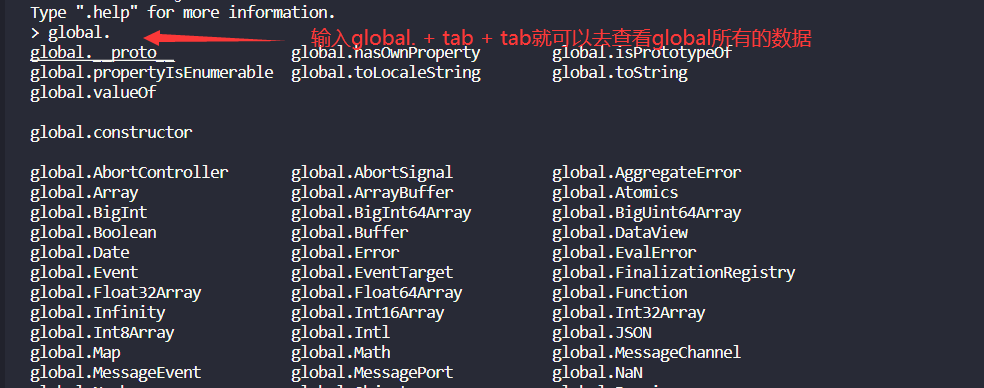 Type ".help" for more information.
> global.
输入global. + tab + tab就可以去查看global所有的数据
global.__proto__ global.hasOwnProperty global.isPrototypeOf
global.propertyIsEnumerable global.toLocaleString global.toString
global.valueOf
global.constructor
global.AbortController global.AbortSignal global.AggregateError
global.Array global.ArrayBuffer global.Atomics
global.BigInt global.BigInt64Array global.BigUint64Array
global.Boolean global.Buffer global.DataView
global.Date global.Error global.EvalError
global.Event global.EventTarget global.FinalizationRegistry
global.Float32Array global.Float64Array global.Function
global.Infinity global.Int16Array global.Int32Array
global.Int8Array global.Intl global.JSON
global.Map global.Math global.MessageChannel
global.MessageEvent global.MessagePort global.NaN